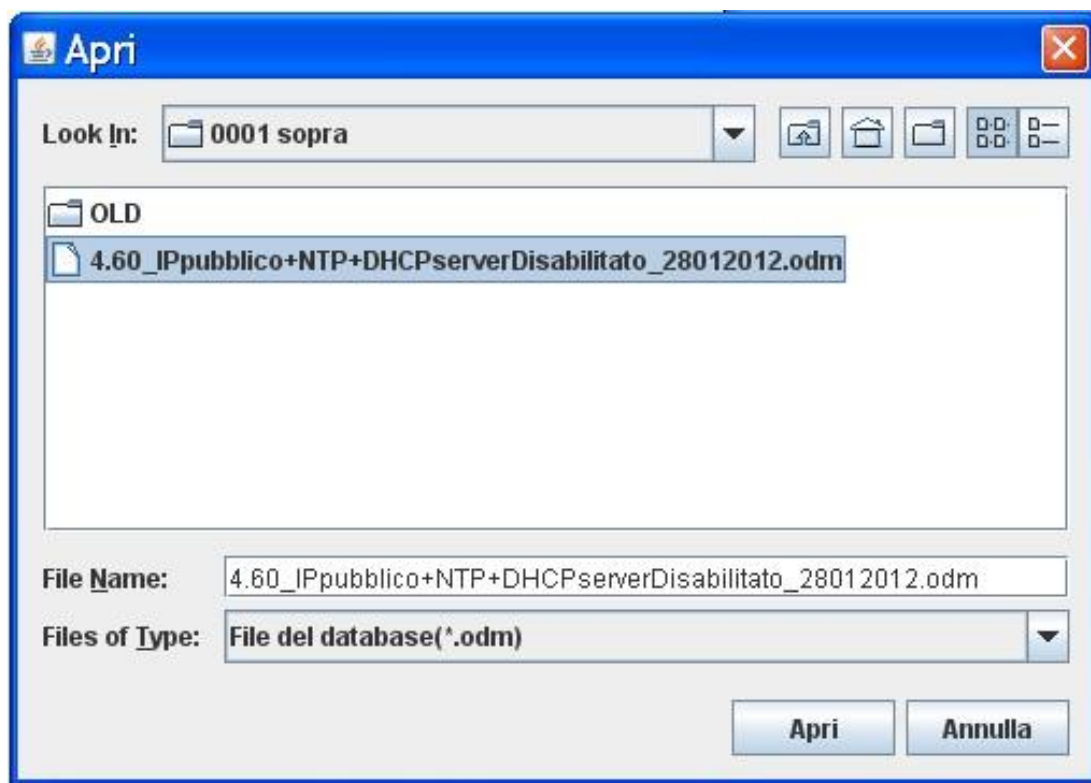 Apri
Look In: 0001 sopra
OLD
4.60_IPpubblico+NTP+DHCPserverDisabilitato_28012012.odm
File Name: 4.60_IPpubblico+NTP+DHCPserverDisabilitato_28012012.odm
Files of Type: File del database(*.odm)
Apri Annulla